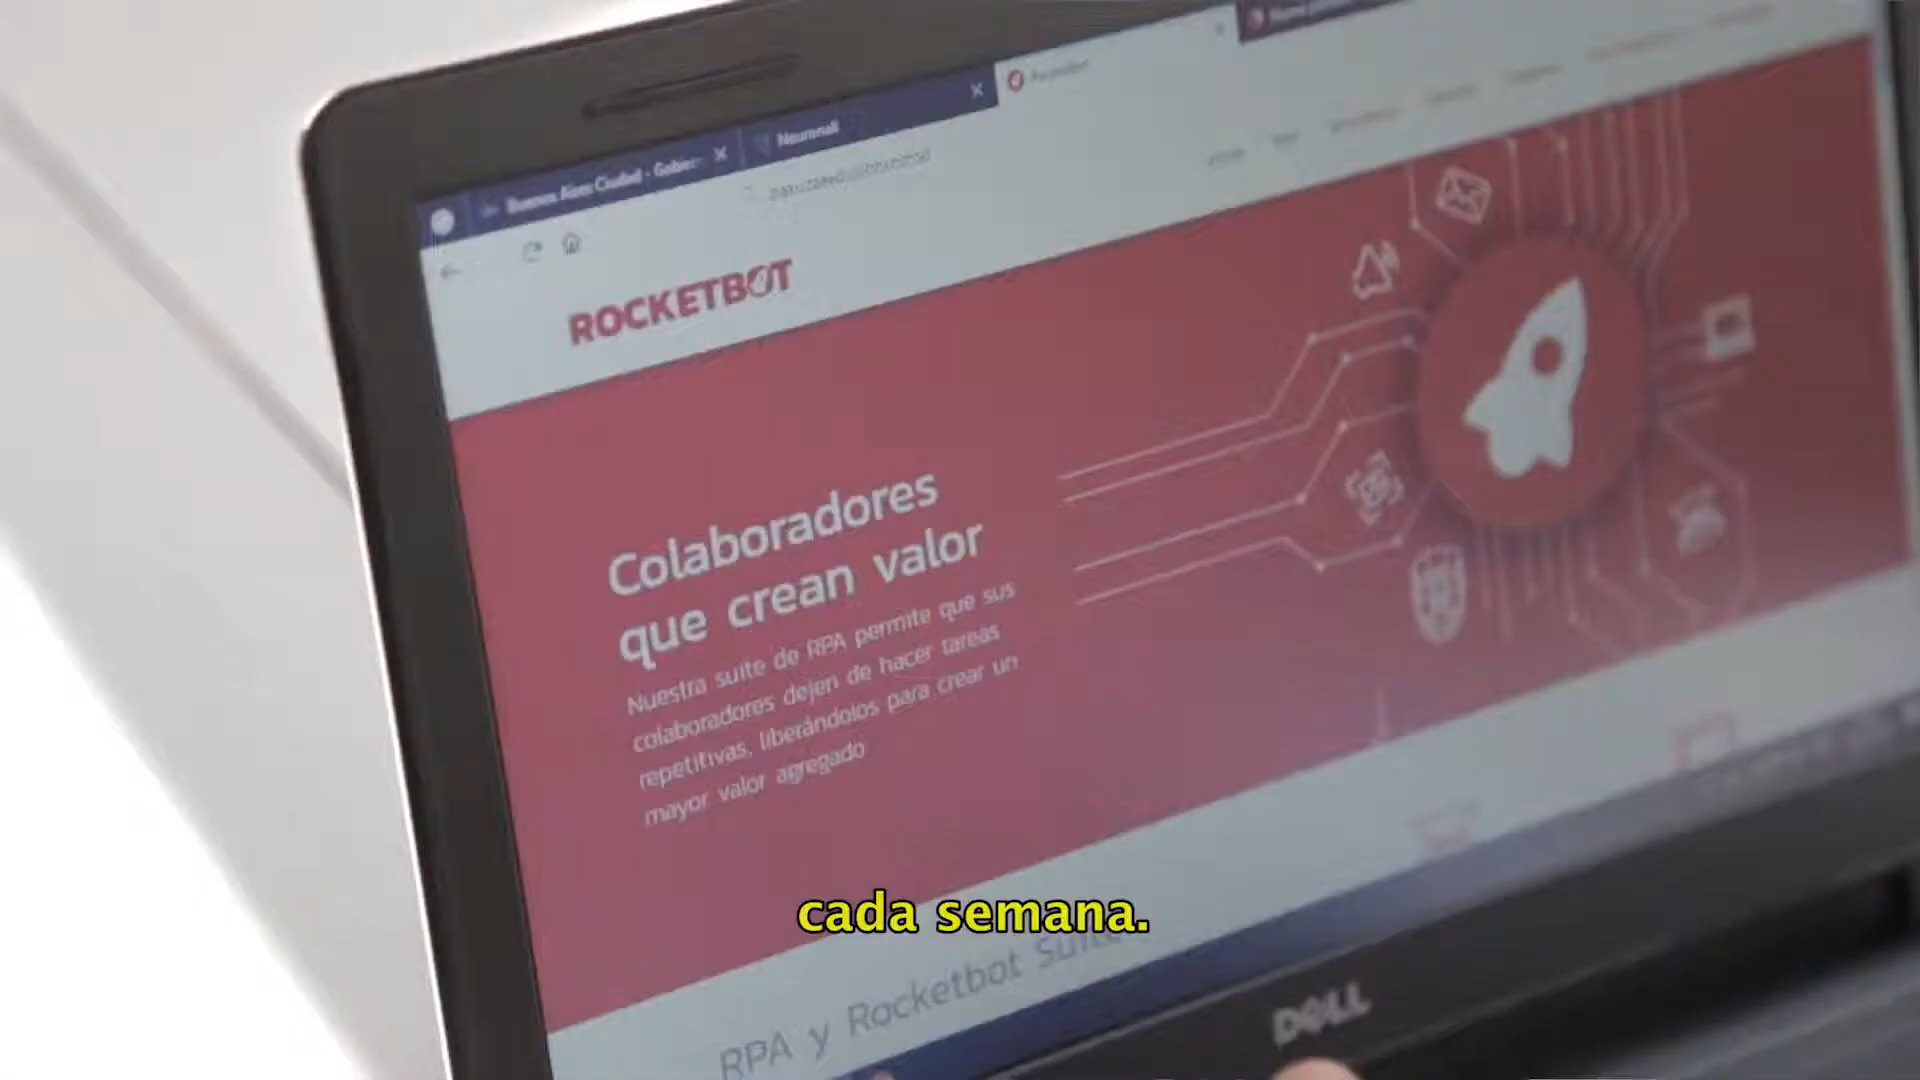 Buenos Aires Ciudad - Gobier
Neuronall
ROCKETBOT
Colaboradores
que crean valor
Nuestra suite de RPA permite que sus
colaboradores dejen de hacer tareas
repetitivas, liberándolos para crear un
mayor valor agregado
cada semana.
RPA y Rocketbot Suite
DELL